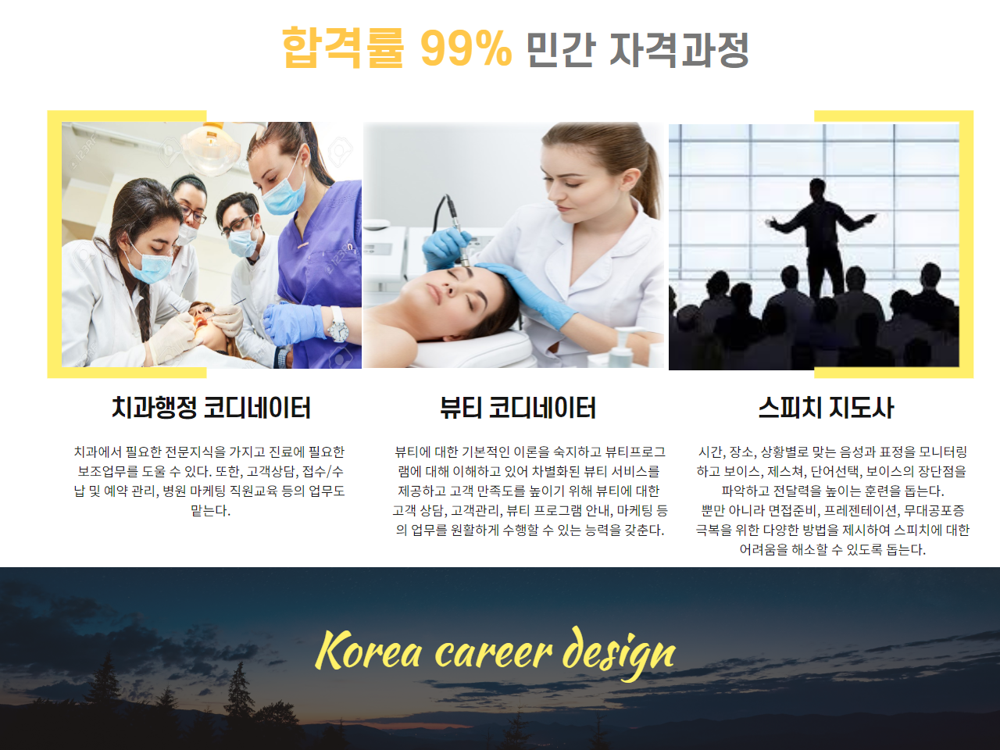 합격률 99% 민간 자격과정
치과행정 코디네이터
치과에서 필요한 전문지식을 가지고 진료에 필요한
보조업무를 도울 수 있다. 또한, 고객상담, 접수/수
납 및 예약 관리, 병원 마케팅 직원교육 등의 업무도
맡는다.
뷰티 코디네이터
뷰티에 대한 기본적인 이론을 숙지하고 뷰티프로그
램에 대해 이해하고 있어 차별화된 뷰티 서비스를
제공하고 고객 만족도를 높이기 위해 뷰티에 대한
고객 상담, 고객관리, 뷰티 프로그램 안내, 마케팅 등
의 업무를 원활하게 수행할 수 있는 능력을 갖춘다.
스피치 지도사
시간, 장소, 상황별로 맞는 음성과 표정을 모니터링
하고 보이스, 제스쳐, 단어선택, 보이스의 장단점을
파악하고 전달력을 높이는 훈련을 돕는다.
뿐만 아니라 면접준비, 프레젠테이션, 무대공포증
극복을 위한 다양한 방법을 제시하여 스피치에 대한
어려움을 해소할 수 있도록 돕는다.
Korea career design